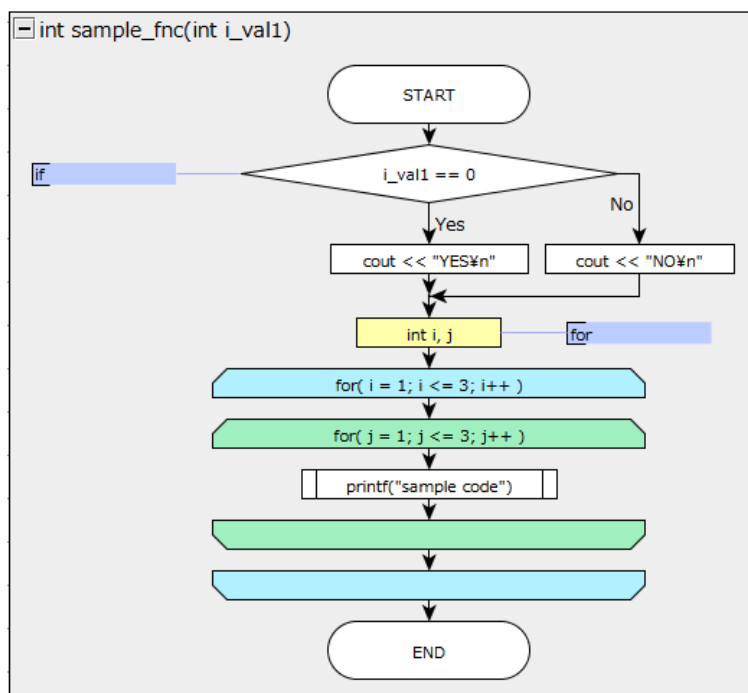 int sample_fnc(int i_val1)
START
if
i_val1 == 0
Yes
No
cout << "YES¥n"
cout << "NO¥n"
int i, j
for
for( i = 1; i <= 3; i++ )
for( j = 1; j <= 3; j++ )
printf("sample code")
END